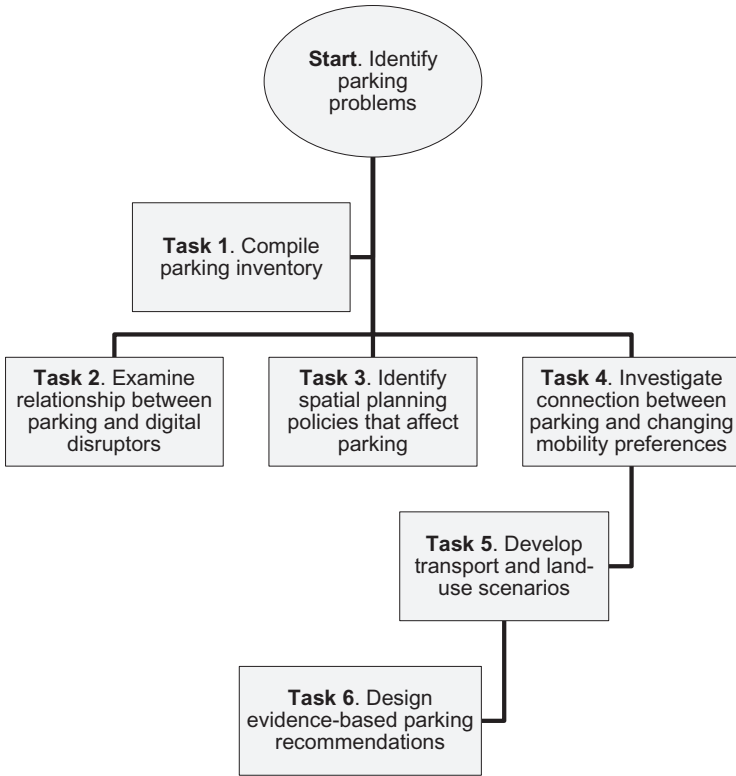 Start. Identify
parking
problems
Task 1. Compile
parking inventory
Task 2. Examine
relationship between
parking and digital
disruptors
Task 3. Identify
spatial planning
policies that affect
parking
Task 4. Investigate
connection between
parking and changing
mobility preferences
Task 5. Develop
transport and land-
use scenarios
Task 6. Design
evidence-based parking
recommendations